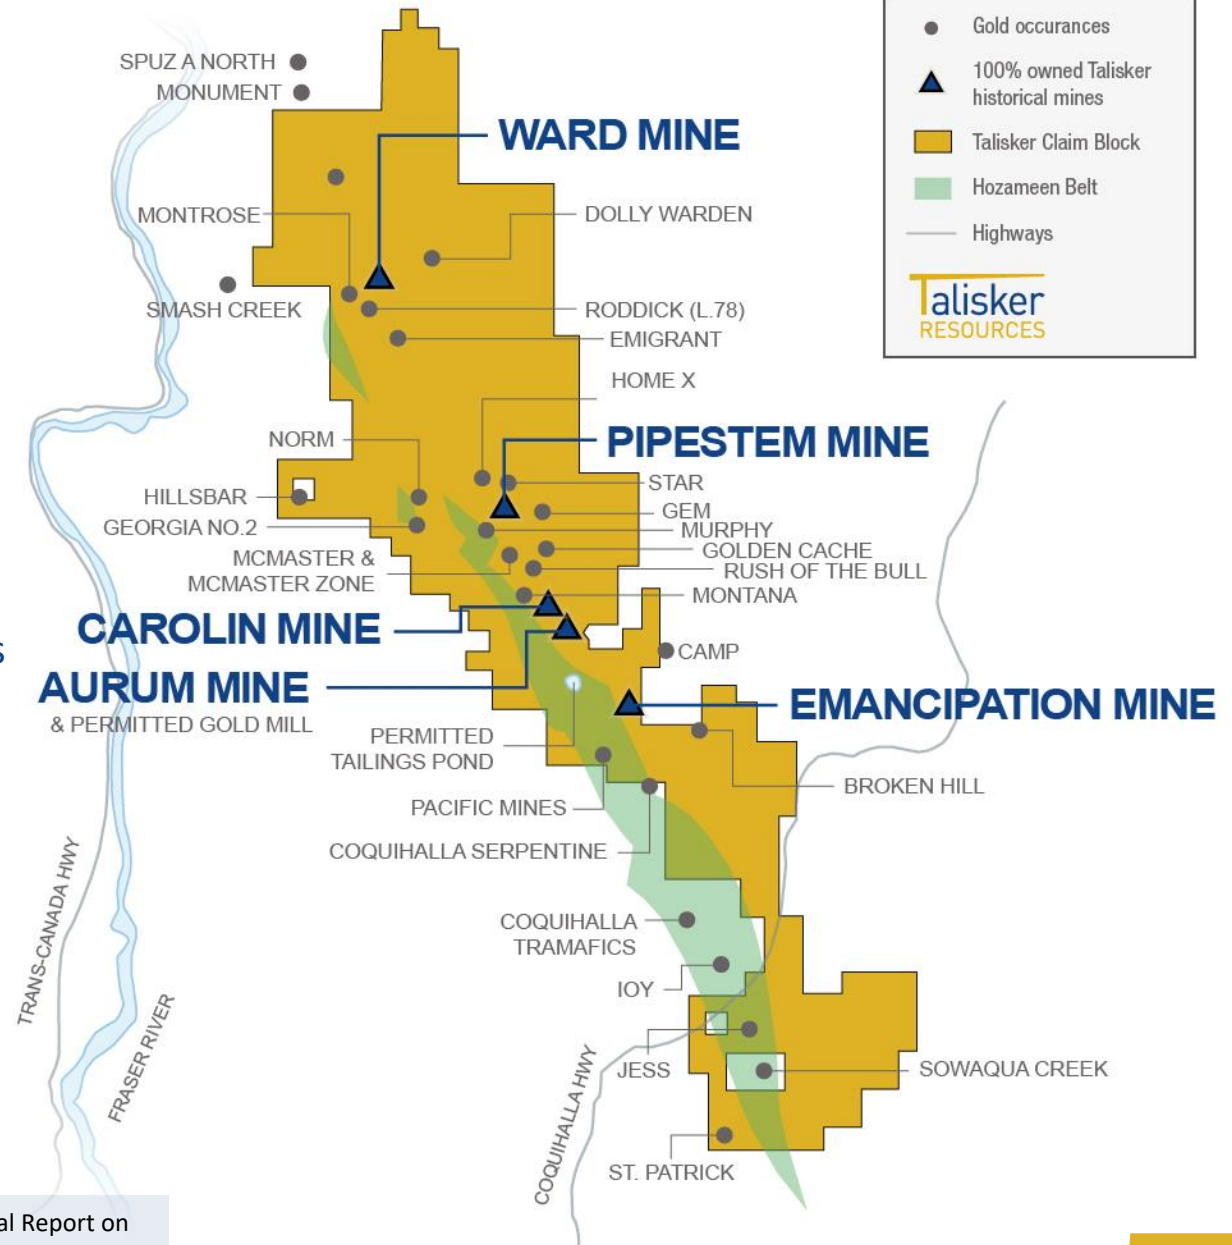 Gold occurances
100% owned Talisker
historical mines
Talisker Claim Block
Hozameen Belt
Highways
Talisker
RESOURCES
SPUZ A NORTH
MONUMENT
WARD MINE
MONTROSE
DOLLY WARDEN
SMASH CREEK
RODDICK (L.78)
EMIGRANT
HOME X
NORM
PIPESTEM MINE
HILLSBAR
STAR
GEORGIA NO.2
GEM
MURPHY
GOLDEN CACHE
MCMASTER &
MCMASTER ZONE
RUSH OF THE BULL
MONTANA
CAROLIN MINE
s
CAMP
AURUM MINE
& PERMITTED GOLD MILL
EMANCIPATION MINE
PERMITTED
TAILINGS POND
BROKEN HILL
PACIFIC MINES
COQUIHALLA SERPENTINE
TRANS-CANADA HWY
COQUIHALLA
TRAMAFICS
IOY
FRASER RIVER
JESS
SOWAQUA CREEK
COQUIHALLA HWY
ST. PATRICK
al Report on